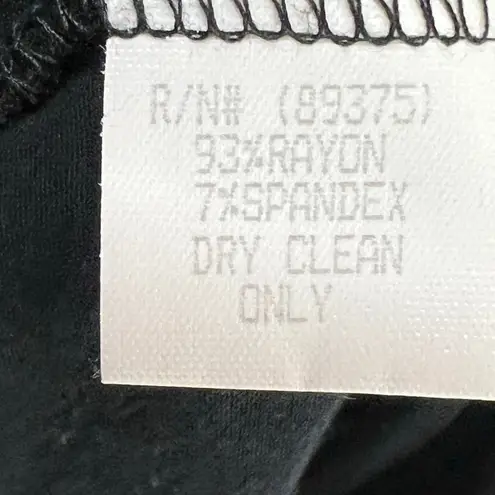 R/N# (89375)
93%RAYON
7%SPANDEX
DRY CLEAN
ONLY